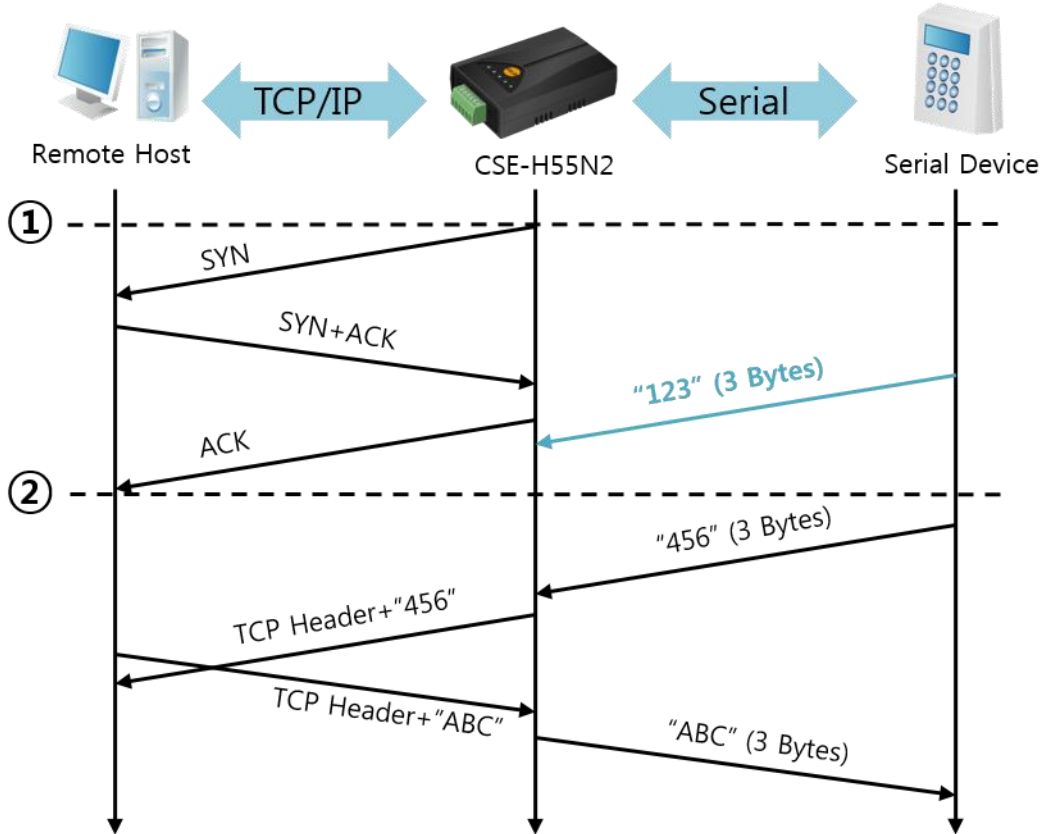 TCP/IP
Serial
Remote Host
CSE-H55N2
Serial Device
①
SYN
SYN+ACK
“123” (3 Bytes)
ACK
②
“456” (3 Bytes)
TCP Header+“456”
TCP Header+“ABC”
“ABC” (3 Bytes)